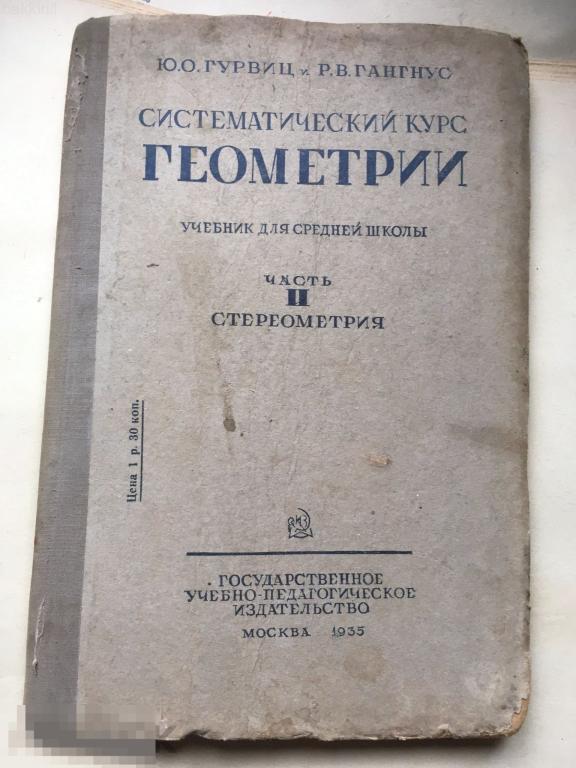 Ю.О.ГУРВИЦ и Р.В.ГАНГНУС
СИСТЕМАТИЧЕСКИЙ КУРС
ГЕОМЕТРИИ
УЧЕБНИК ДЛЯ СРЕДНЕЙ ШКОЛЫ
ЧАСТЬ
II
СТЕРЕОМЕТРИЯ
Цена 1 р. 30 коп.
ГОСУДАРСТВЕННОЕ
УЧЕБНО-ПЕДАГОГИЧЕСКОЕ
ИЗДАТЕЛЬСТВО
МОСКВА 1935